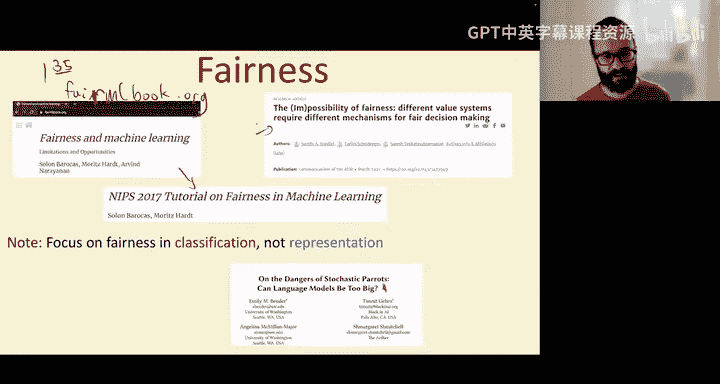 GPT中英字幕课程资源
1 35
fairmlbook.org
Fairness
Fairness and machine learning
Limitations and Opportunities
Solon Barocas, Moritz Hardt, Arvind
Narayanan
The (Im)possibility of fairness: different value systems
require different mechanisms for fair decision making
Authors:
NIPS 2017 Tutorial on Fairness in Machine Learning
Solon Barocas, Moritz Hardt
Note: Focus on fairness in classification, not representation
On the Dangers of Stochastic Parrots:
Can Language Models Be Too Big?
Emily M. Bender*
University of Washington
Seattle, WA, USA
Timnit Gebru*
Black in AI
Palo Alto, CA, USA
Angelina McMillan-Major
University of Washington
Seattle, WA, USA
Shmargaret Shmitchell
The Aether